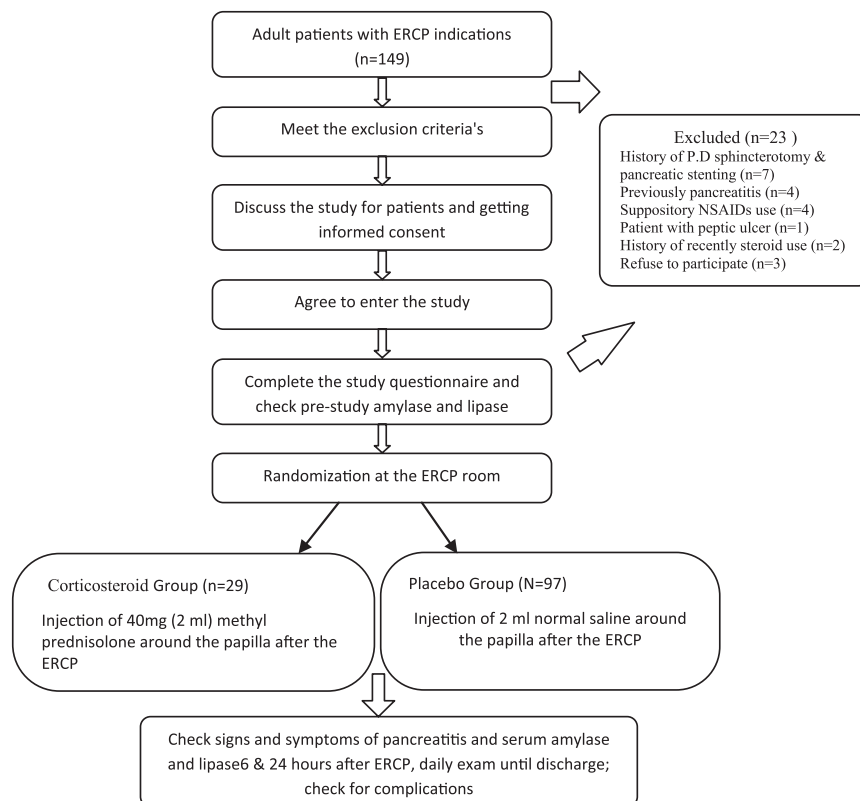 Adult patients with ERCP indications
(n=149)
Meet the exclusion criteria's
Excluded (n=23 )
History of P.D sphincterotomy &
pancreatic stenting (n=7)
Previously pancreatitis (n=4)
Suppository NSAIDs use (n=4)
Patient with peptic ulcer (n=1)
History of recently steroid use (n=2)
Refuse to participate (n=3)
Discuss the study for patients and getting
informed consent
Agree to enter the study
Complete the study questionnaire and
check pre-study amylase and lipase
Randomization at the ERCP room
Corticosteroid Group (n=29)
Injection of 40mg (2 ml) methyl
prednisolone around the papilla after the
ERCP
Placebo Group (N=97)
Injection of 2 ml normal saline around
the papilla after the ERCP
Check signs and symptoms of pancreatitis and serum amylase
and lipase6 & 24 hours after ERCP, daily exam until discharge;
check for complications